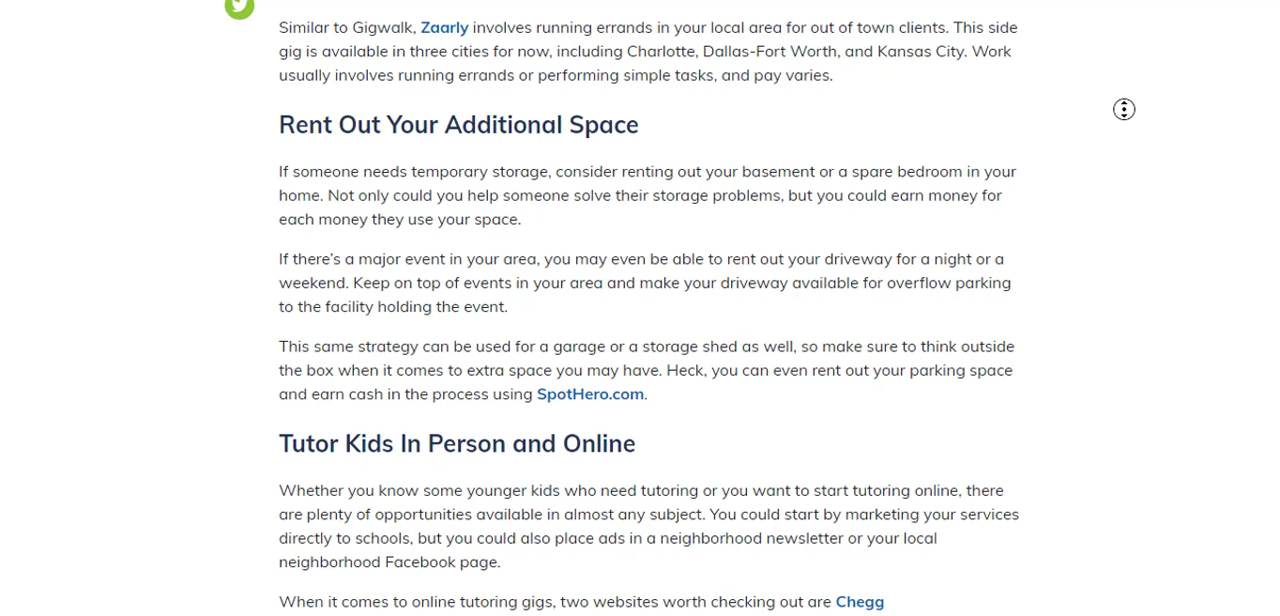 Similar to Gigwalk, Zaarly involves running errands in your local area for out of town clients. This side
gig is available in three cities for now, including Charlotte, Dallas-Fort Worth, and Kansas City. Work
usually involves running errands or performing simple tasks, and pay varies.
Rent Out Your Additional Space
If someone needs temporary storage, consider renting out your basement or a spare bedroom in your
home. Not only could you help someone solve their storage problems, but you could earn money for
each money they use your space.
If there’s a major event in your area, you may even be able to rent out your driveway for a night or a
weekend. Keep on top of events in your area and make your driveway available for overflow parking
to the facility holding the event.
This same strategy can be used for a garage or a storage shed as well, so make sure to think outside
the box when it comes to extra space you may have. Heck, you can even rent out your parking space
and earn cash in the process using SpotHero.com.
Tutor Kids In Person and Online
Whether you know some younger kids who need tutoring or you want to start tutoring online, there
are plenty of opportunities available in almost any subject. You could start by marketing your services
directly to schools, but you could also place ads in a neighborhood newsletter or your local
neighborhood Facebook page.
When it comes to online tutoring gigs, two websites worth checking out are Chegg